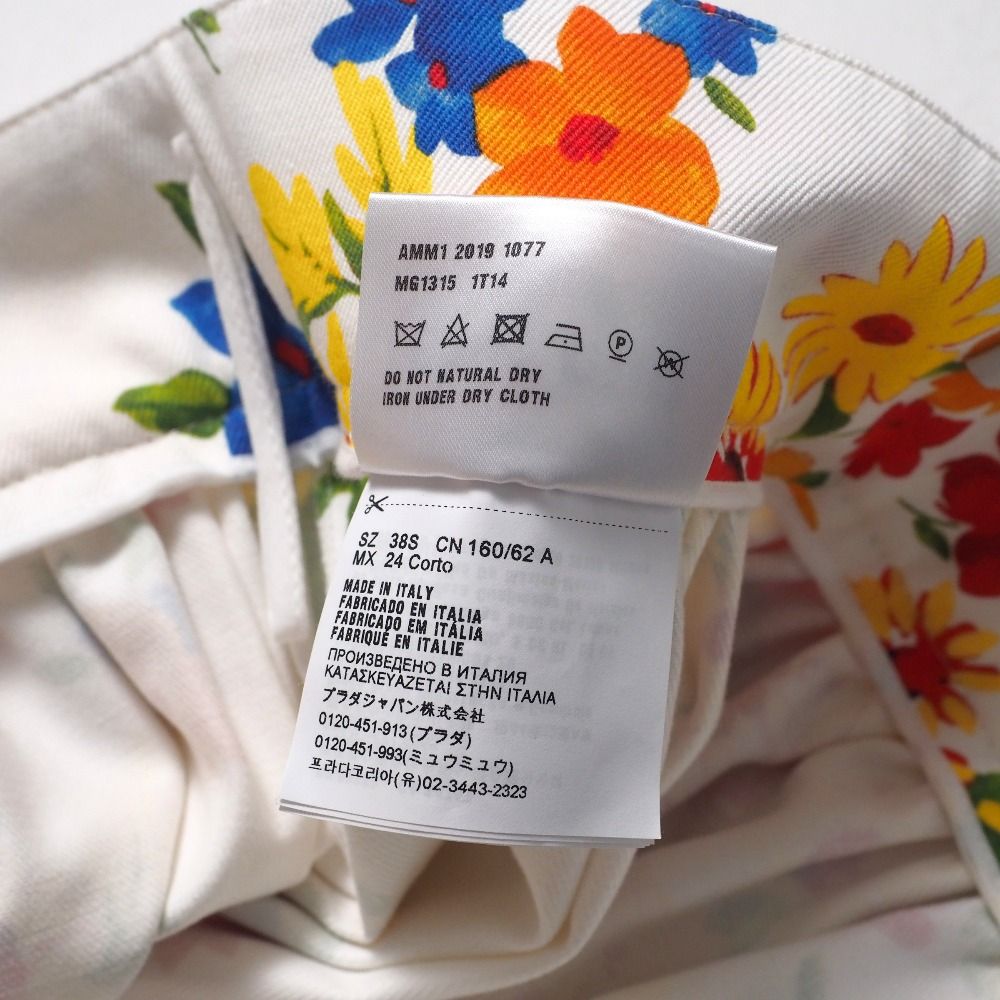 AMM1 2019 1077
MG1315 1T14
P
W
DO NOT NATURAL DRY
IRON UNDER DRY CLOTH
SZ 38S CN 160/62 A
MX 24 Corto
MADE IN ITALY
FABRICADO EN ITALIA
FABRICADO EM ITÁLIA
FABRIQUÉ EN ITALIE
ПРОИЗВЕДЕНО В ИТАЛИЯ
ΚΑΤΑΣΚΕΥΑΖΕΤΑΙ ΣΤΗΝ ΙΤΑΛΙΑ
プラダジャパン株式会社
0120-451-913(プラダ)
0120-451-993(ミュウミュウ)
프라다코리아(유)02-3443-2323